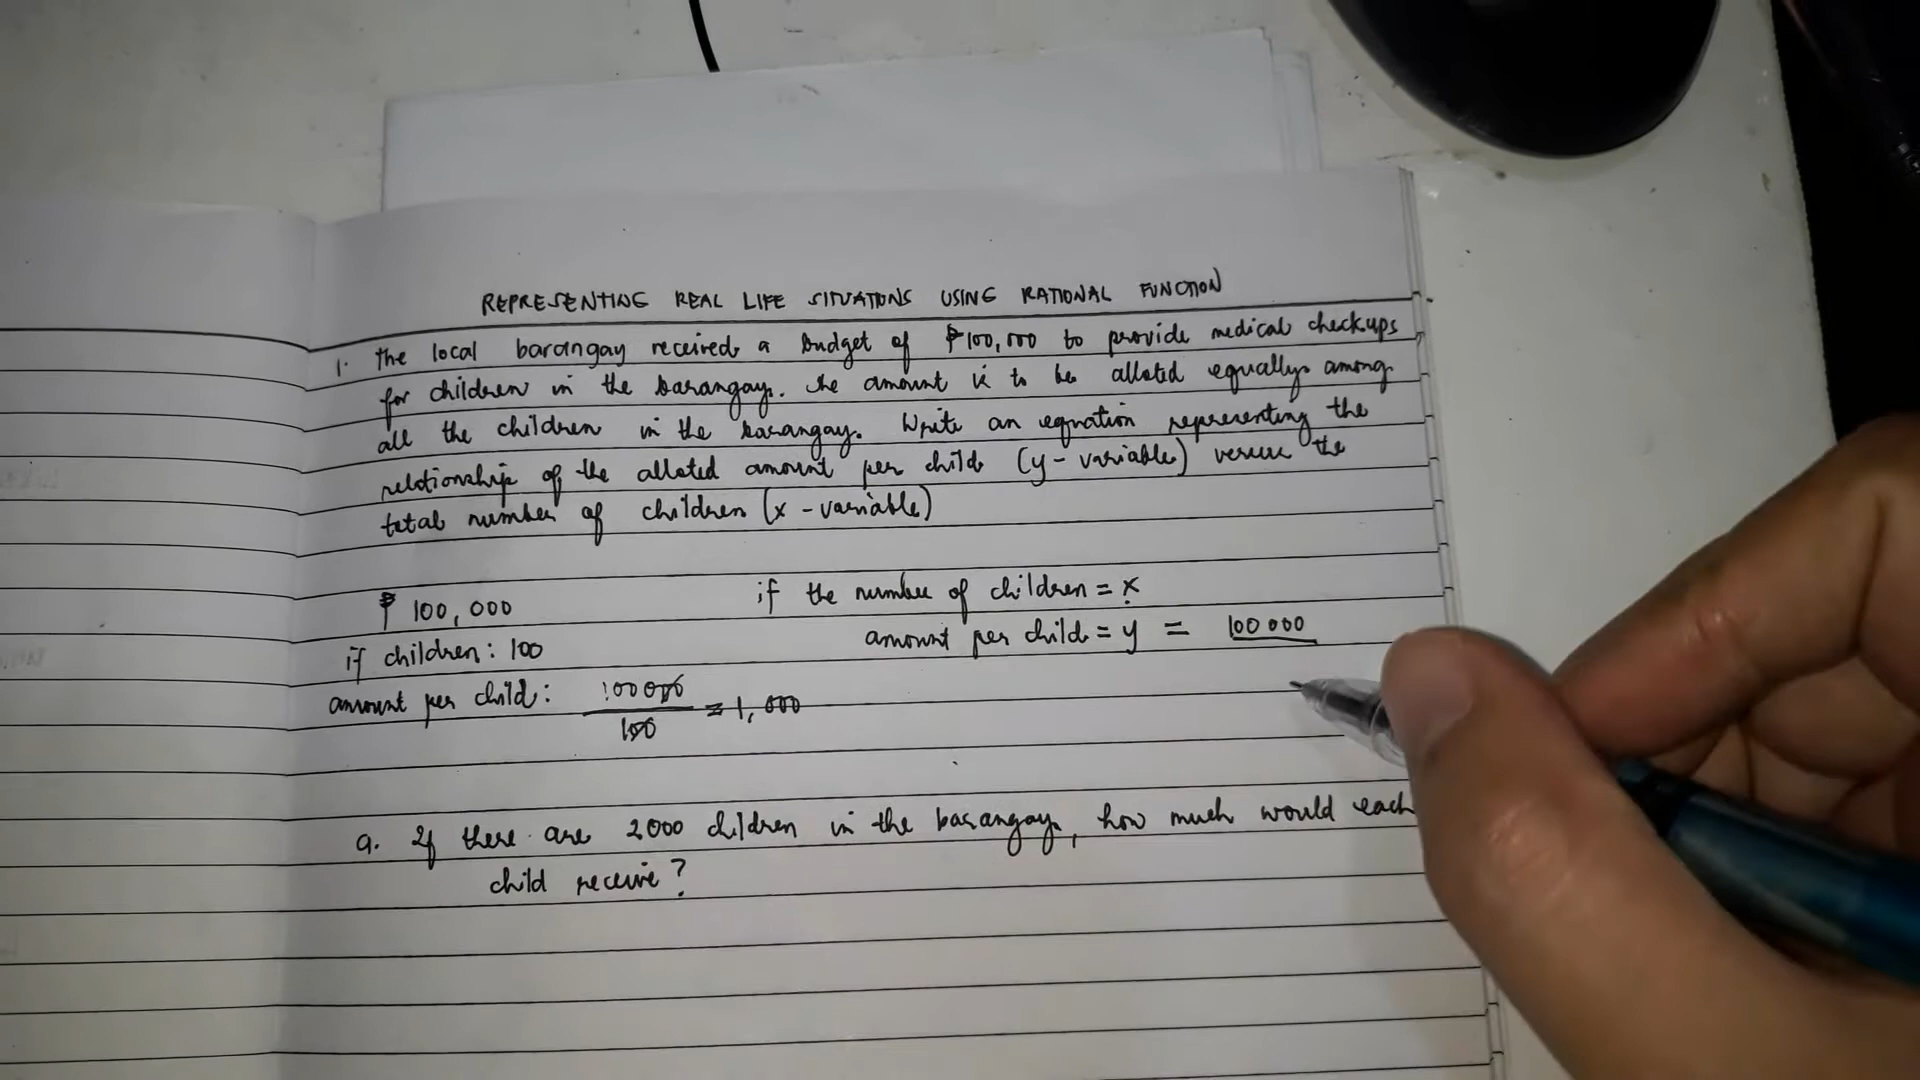 REPRESENTING REAL LIFE SITUATIONS USING RATIONAL FUNCTION
1. The local barangay received a budget of ₱100,000 to provide medical checkups
for children in the barangay. The amount is to be alloted equally among
all the children in the barangay. Write an equation representing the
relationship of the alloted amount per child (y - variable) versus the
total number of children (x - variable)
₱ 100,000
if children: 100
amount per child: 100000 / 100 = 1,000
if the number of children = x
amount per child = y = 100 000
a. If there are 2000 children in the barangay, how much would each
child receive?